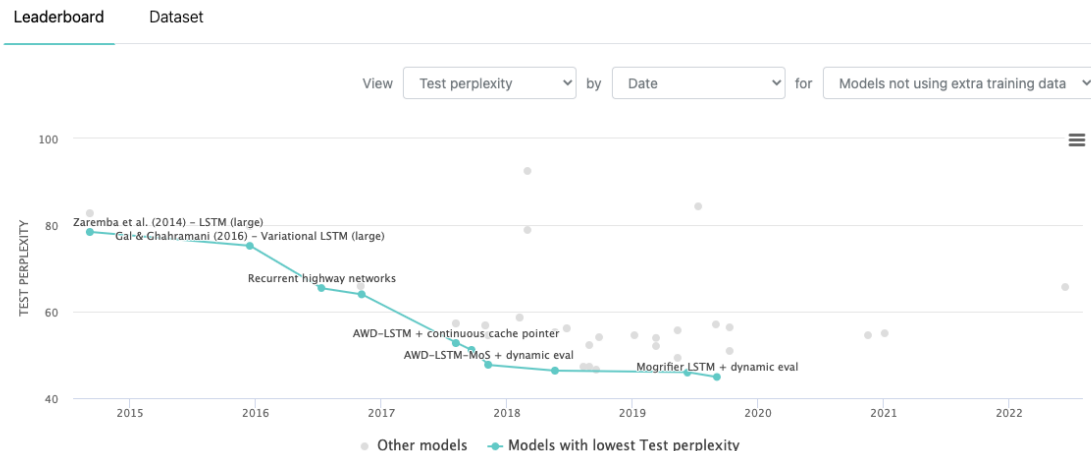 Leaderboard Dataset
View Test perplexity by Date for Models not using extra training data
100
80
60
40
TEST PERPLEXITY
Zaremba et al. (2014) – LSTM (large)
Gal & Ghahramani (2016) – Variational LSTM (large)
Recurrent highway networks
AWD-LSTM + continuous cache pointer
AWD-LSTM-MoS + dynamic eval
Mogrifier LSTM + dynamic eval
2015 2016 2017 2018 2019 2020 2021 2022
Other models Models with lowest Test perplexity